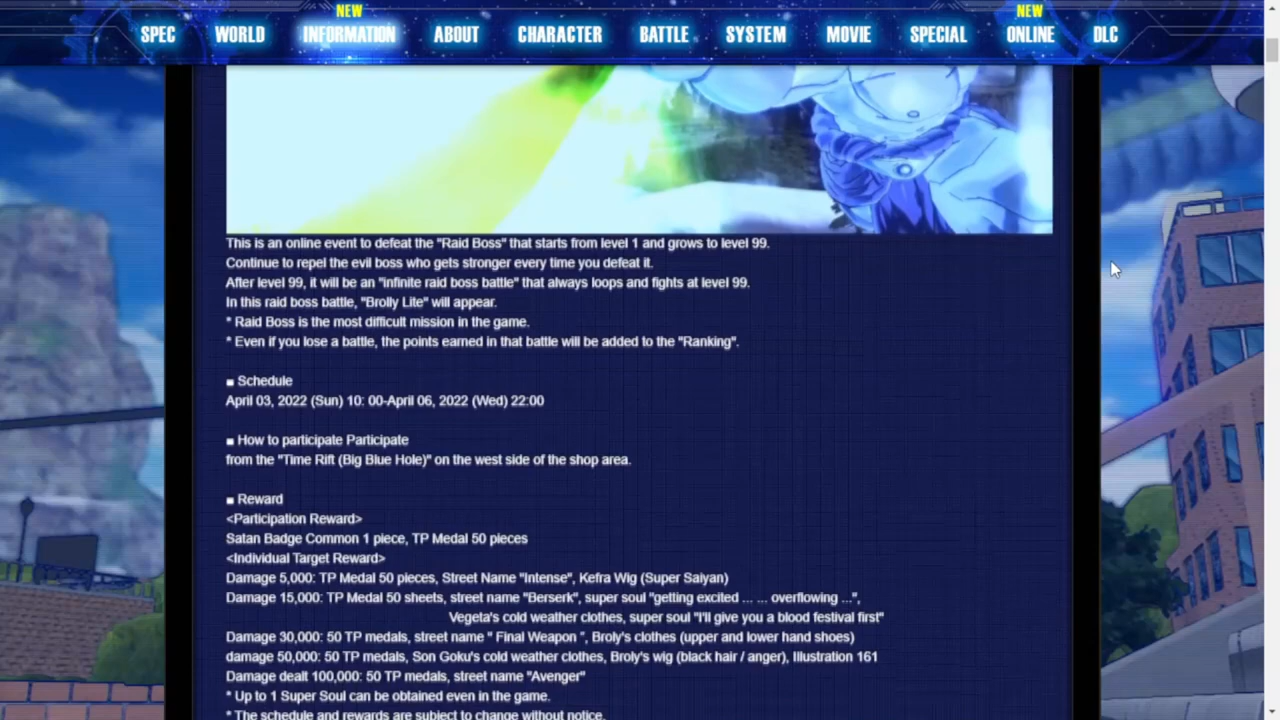 NEW
NEW
SPEC WORLD INFORMATION ABOUT CHARACTER BATTLE SYSTEM MOVIE SPECIAL ONLINE DLC
This is an online event to defeat the "Raid Boss" that starts from level 1 and grows to level 99.
Continue to repel the evil boss who gets stronger every time you defeat it.
After level 99, it will be an "infinite raid boss battle" that always loops and fights at level 99.
In this raid boss battle, "Brolly Lite" will appear.
* Raid Boss is the most difficult mission in the game.
* Even if you lose a battle, the points earned in that battle will be added to the "Ranking".
■ Schedule
April 03, 2022 (Sun) 10: 00-April 06, 2022 (Wed) 22:00
■ How to participate Participate
from the "Time Rift (Big Blue Hole)" on the west side of the shop area.
■ Reward
<Participation Reward>
Satan Badge Common 1 piece, TP Medal 50 pieces
<Individual Target Reward>
Damage 5,000: TP Medal 50 pieces, Street Name "Intense", Kefra Wig (Super Saiyan)
Damage 15,000: TP Medal 50 sheets, street name "Berserk", super soul "getting excited ... ... overflowing ...",
Vegeta's cold weather clothes, super soul "I'll give you a blood festival first"
Damage 30,000: 50 TP medals, street name " Final Weapon ", Broly's clothes (upper and lower hand shoes)
damage 50,000: 50 TP medals, Son Goku's cold weather clothes, Broly's wig (black hair / anger), Illustration 161
Damage dealt 100,000: 50 TP medals, street name "Avenger"
* Up to 1 Super Soul can be obtained even in the game.
* The schedule and rewards are subject to change without notice.